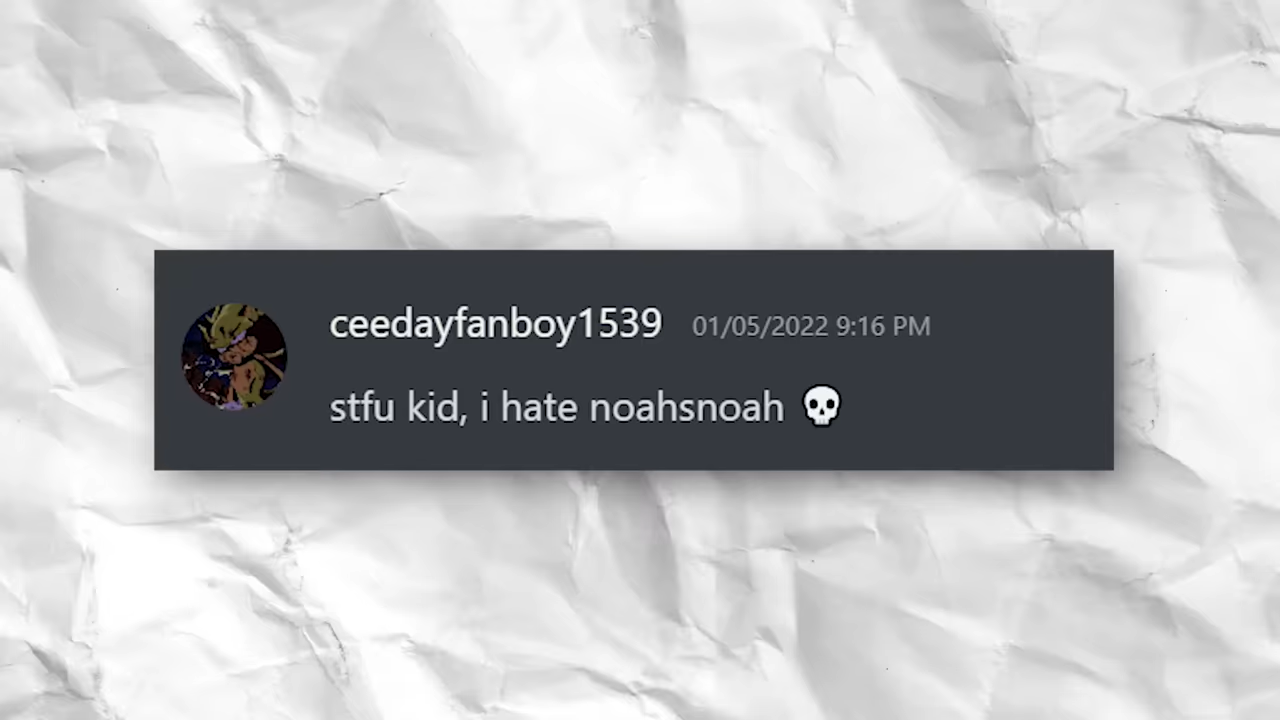 ceedayfanboy1539 01/05/2022 9:16 PM
stfu kid, i hate noahsnoah 💀